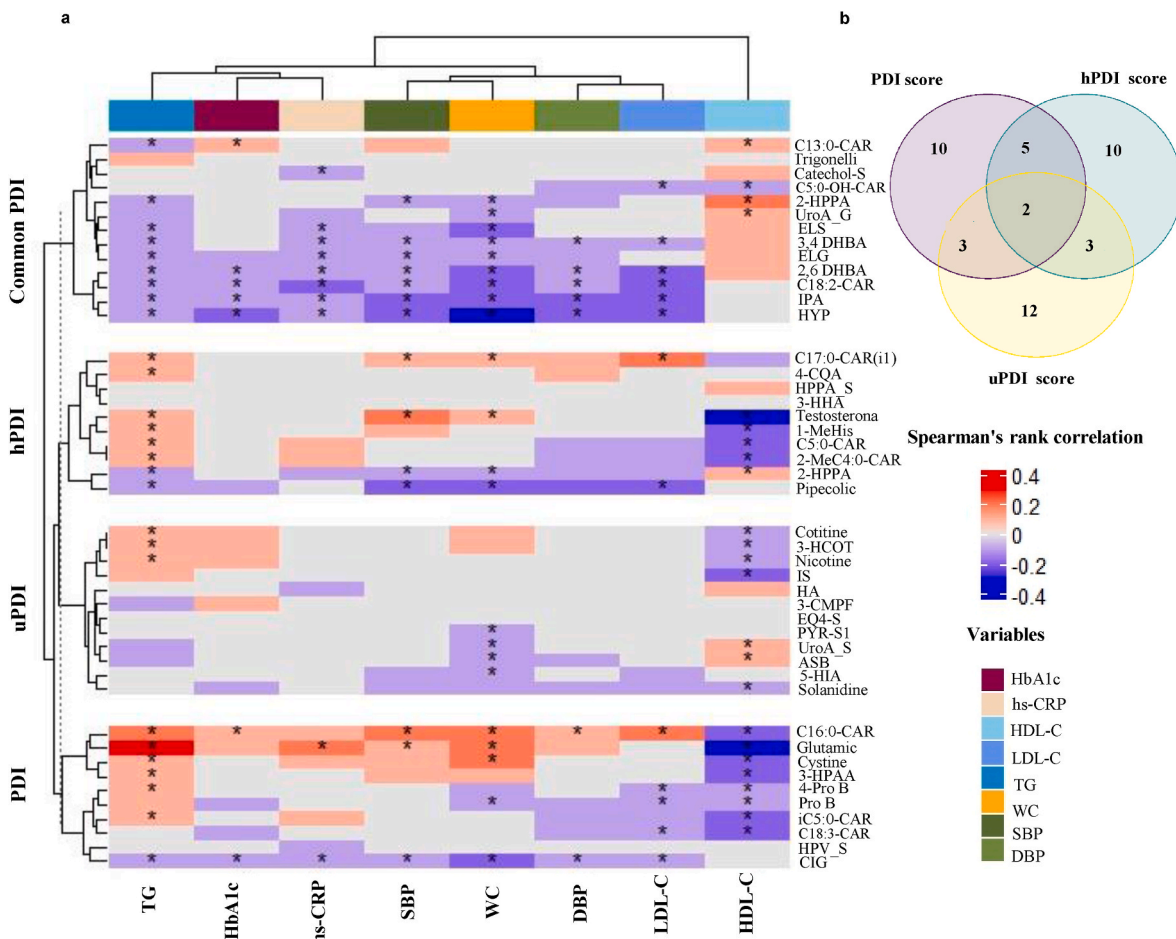 a
b
PDI score
hPDI score
10
5
10
2
3
3
12
uPDI score
Common PDI
* * * C13:0-CAR
Trigonelli
* Catechol-S
* * C5:0-OH-CAR
* * * * 2-HPPA
* * UroA_G
* * * ELS
* * * * * * 3,4 DHBA
* * * * ELG
* * * * * * * 2,6 DHBA
* * * * * * * C18:2-CAR
* * * * * * * IPA
* * * * * * * HYP
hPDI
* * * * C17:0-CAR(i1)
* 4-CQA
HPPA_S
3-HHA
* * * * Testosterona
* * 1-MeHis
* * C5:0-CAR
* * 2-MeC4:0-CAR
* * * * 2-HPPA
* * * * Pipecolic
uPDI
* * Cotitine
* * 3-HCOT
* * Nicotine
* IS
HA
3-CMPF
EQ4-S
* PYR-S1
* * UroA_S
* * ASB
* 5-HIA
* Solanidine
PDI
* * * * * * * C16:0-CAR
* * * * * Glutamic
* * * Cystine
* * 3-HPAA
* * * 4-Pro B
* * * Pro B
* * iC5:0-CAR
* * C18:3-CAR
HPV_S
* * * * * * * CIG
TG
HbA1c
hs-CRP
SBP
WC
DBP
LDL-C
HDL-C
Spearman's rank correlation
0.4
0.2
0
-0.2
-0.4
Variables
HbA1c
hs-CRP
HDL-C
LDL-C
TG
WC
SBP
DBP